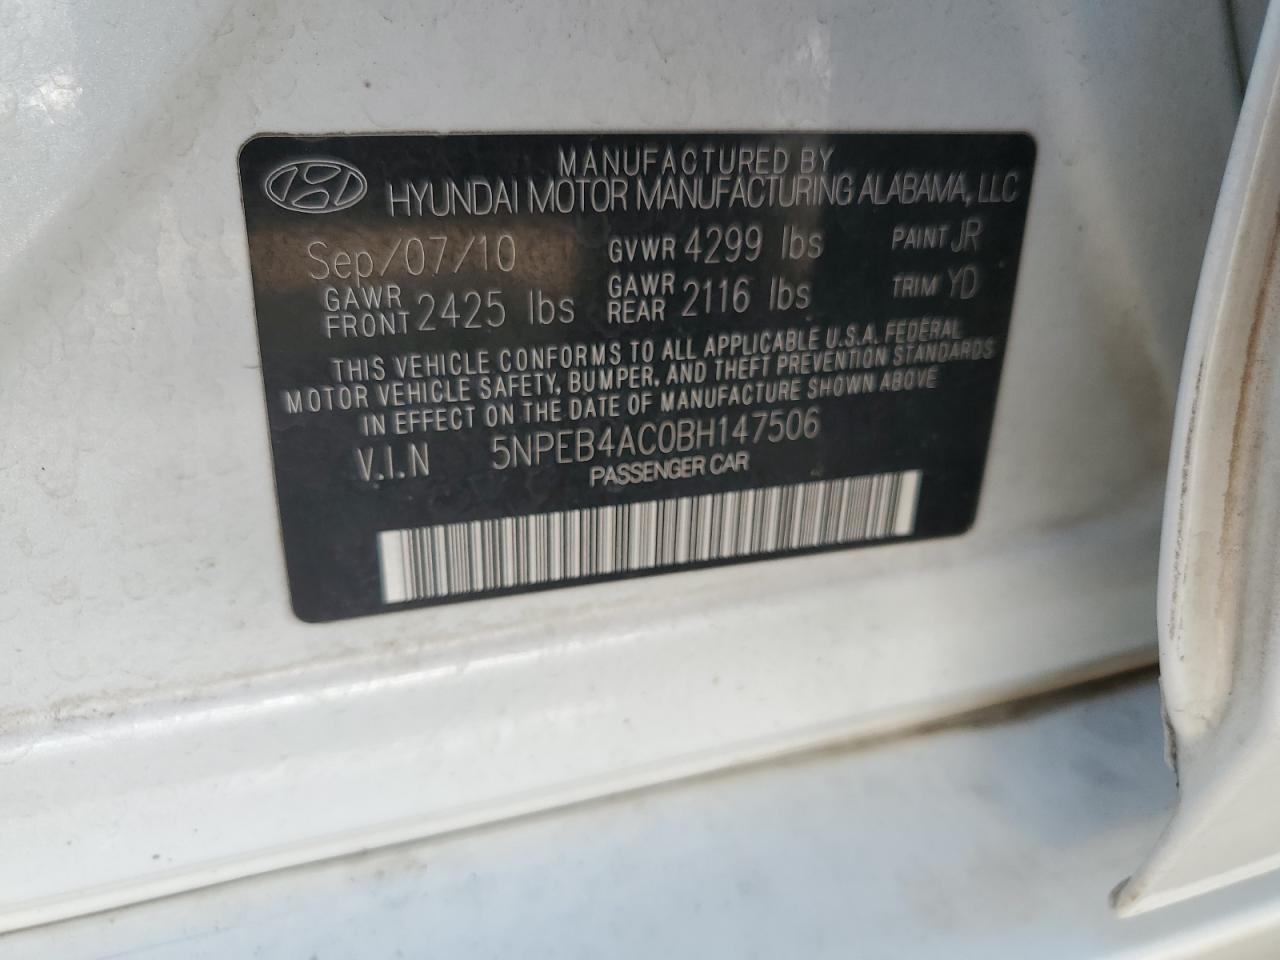 MANUFACTURED BY
HYUNDAI MOTOR MANUFACTURING ALABAMA, LLC
Sep/07/10 GVWR 4299 lbs PAINT JR
GAWR FRONT 2425 lbs GAWR REAR 2116 lbs TRIM YD
THIS VEHICLE CONFORMS TO ALL APPLICABLE U.S.A. FEDERAL
MOTOR VEHICLE SAFETY, BUMPER, AND THEFT PREVENTION STANDARDS
IN EFFECT ON THE DATE OF MANUFACTURE SHOWN ABOVE
V.I.N 5NPEB4AC0BH147506
PASSENGER CAR